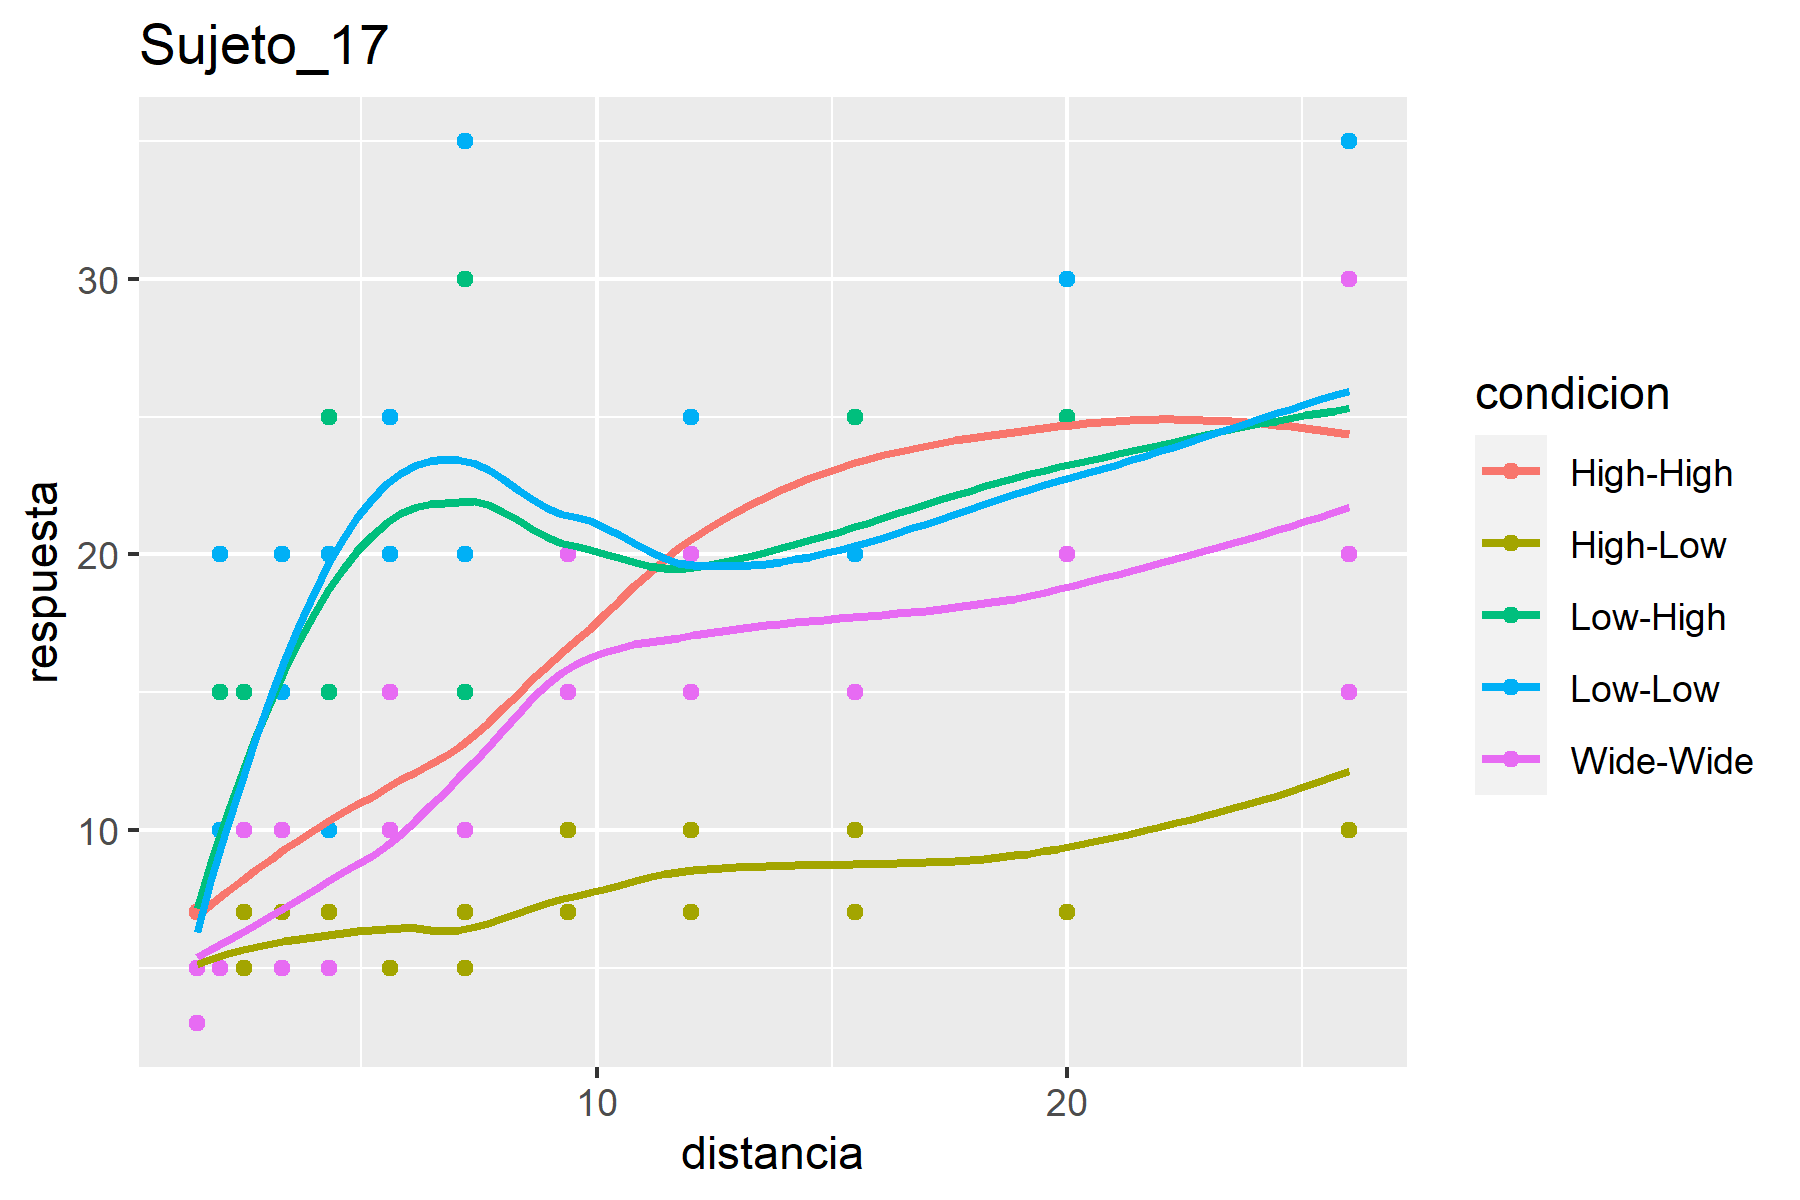 Sujeto_17
30
20
10
respuesta
10
20
distancia
condicion
High-High
High-Low
Low-High
Low-Low
Wide-Wide